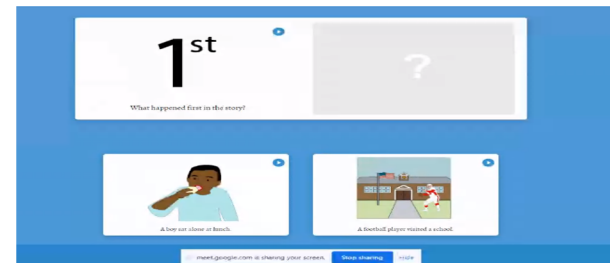 1st
?
What happened first in the story?
A boy sat alone at lunch.
A football player visited a school.
meet.google.com is sharing your screen.
Stop sharing
Hide